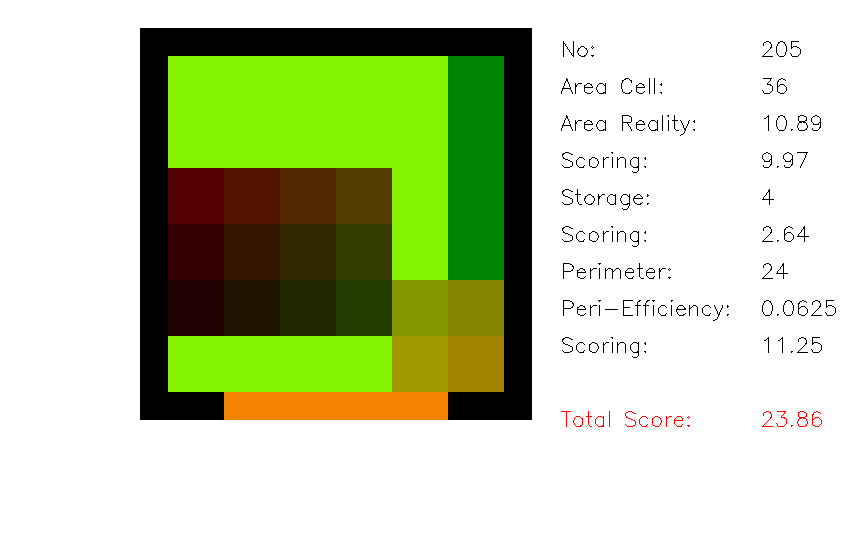 No: 205
Area Cell: 36
Area Reality: 10.89
Scoring: 9.97
Storage: 4
Scoring: 2.64
Perimeter: 24
Peri-Efficiency: 0.0625
Scoring: 11.25
Total Score: 23.86